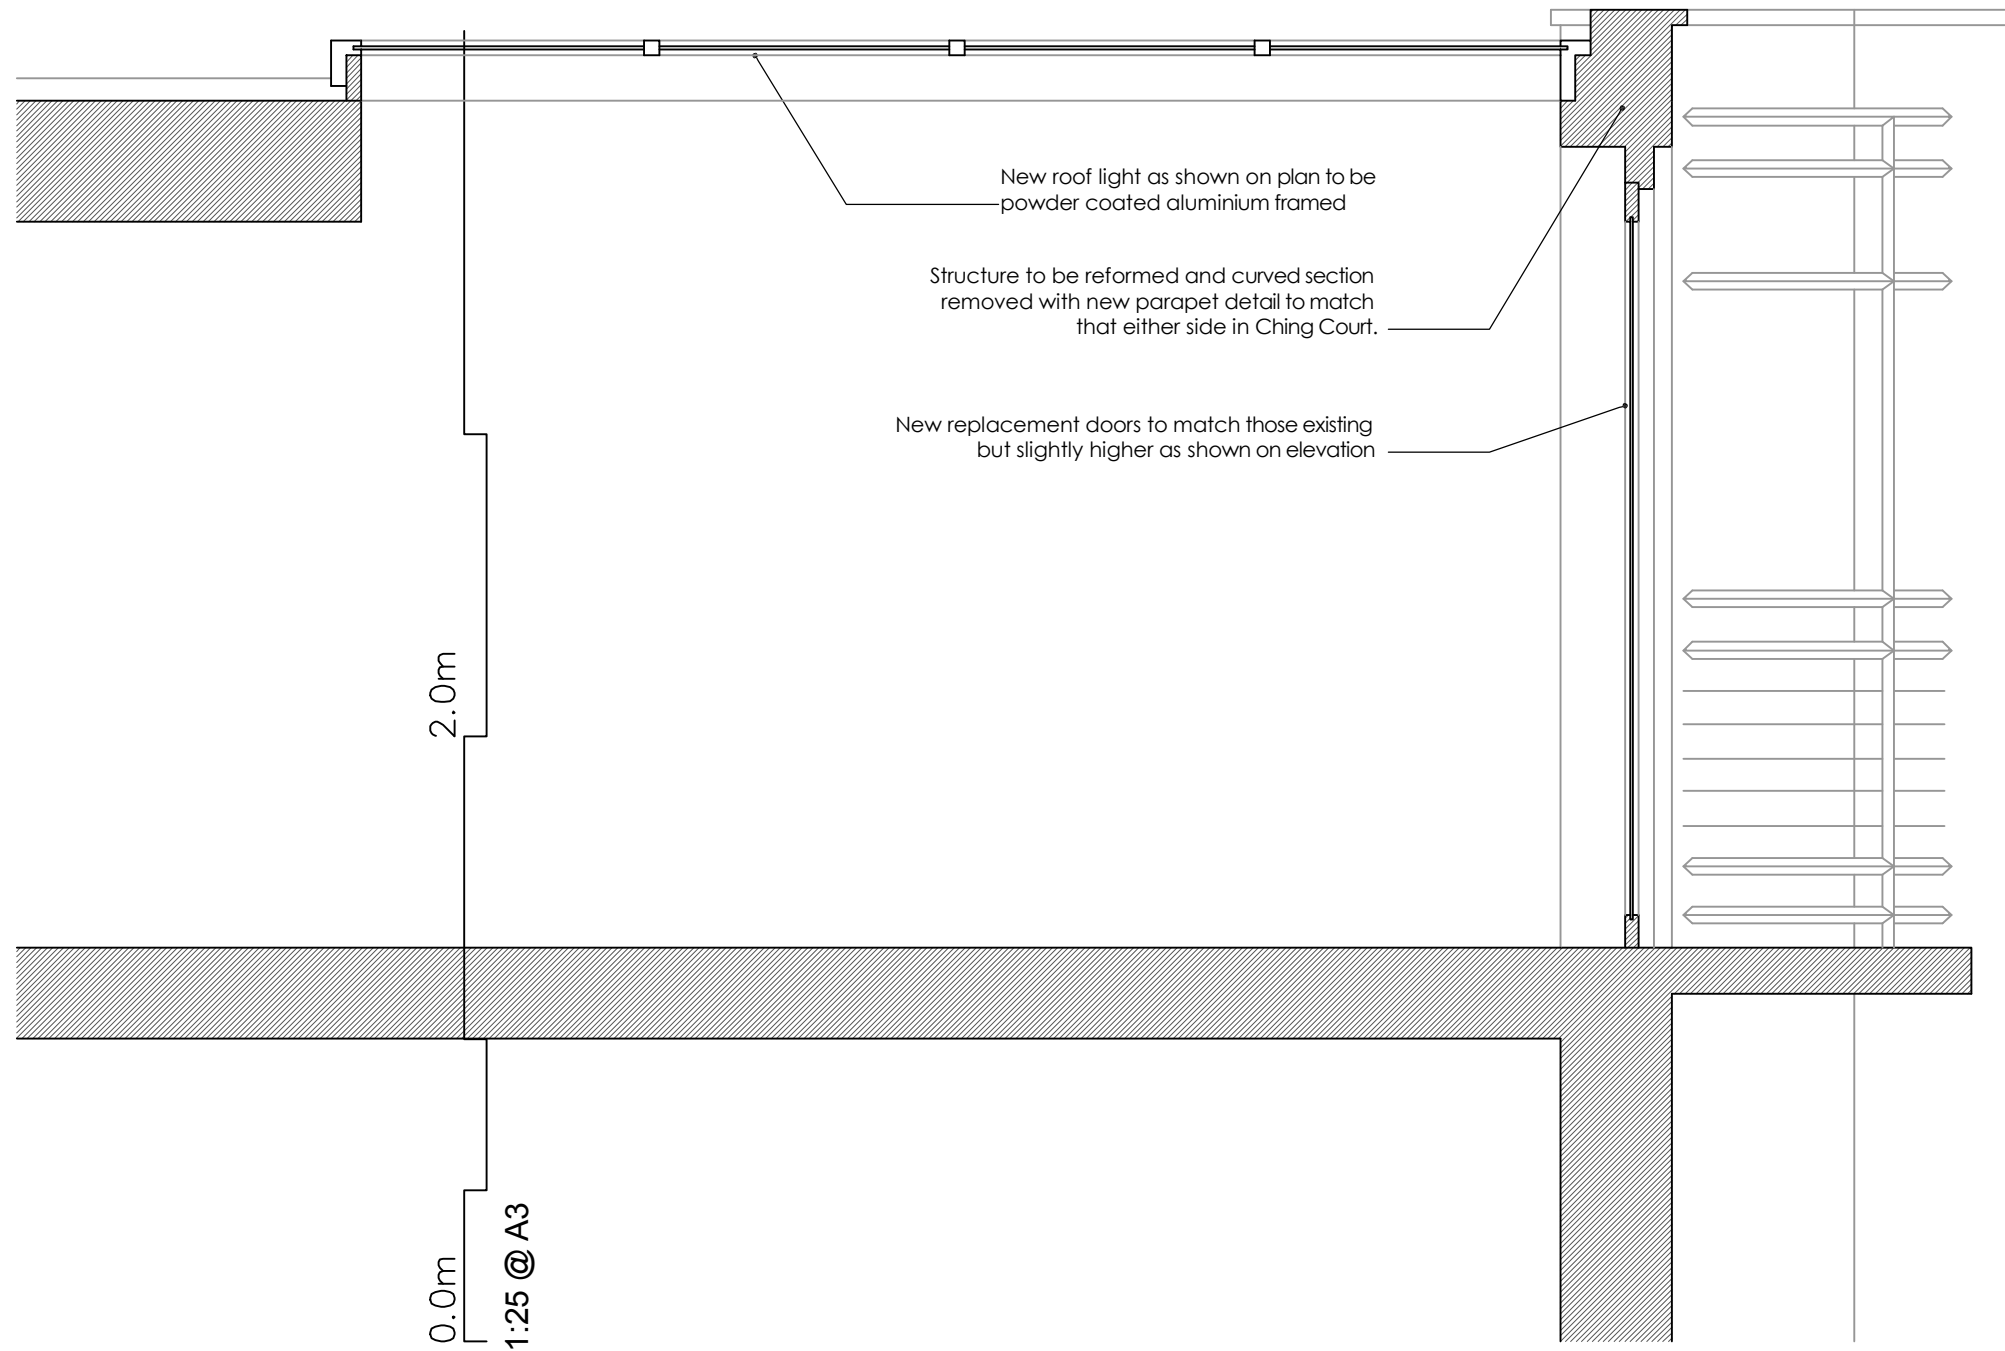 New roof light as shown on plan to be
powder coated aluminium framed
Structure to be reformed and curved section
removed with new parapet detail to match
that either side in Ching Court.
New replacement doors to match those existing
but slightly higher as shown on elevation
2.0m
0.0m
1:25 @ A3